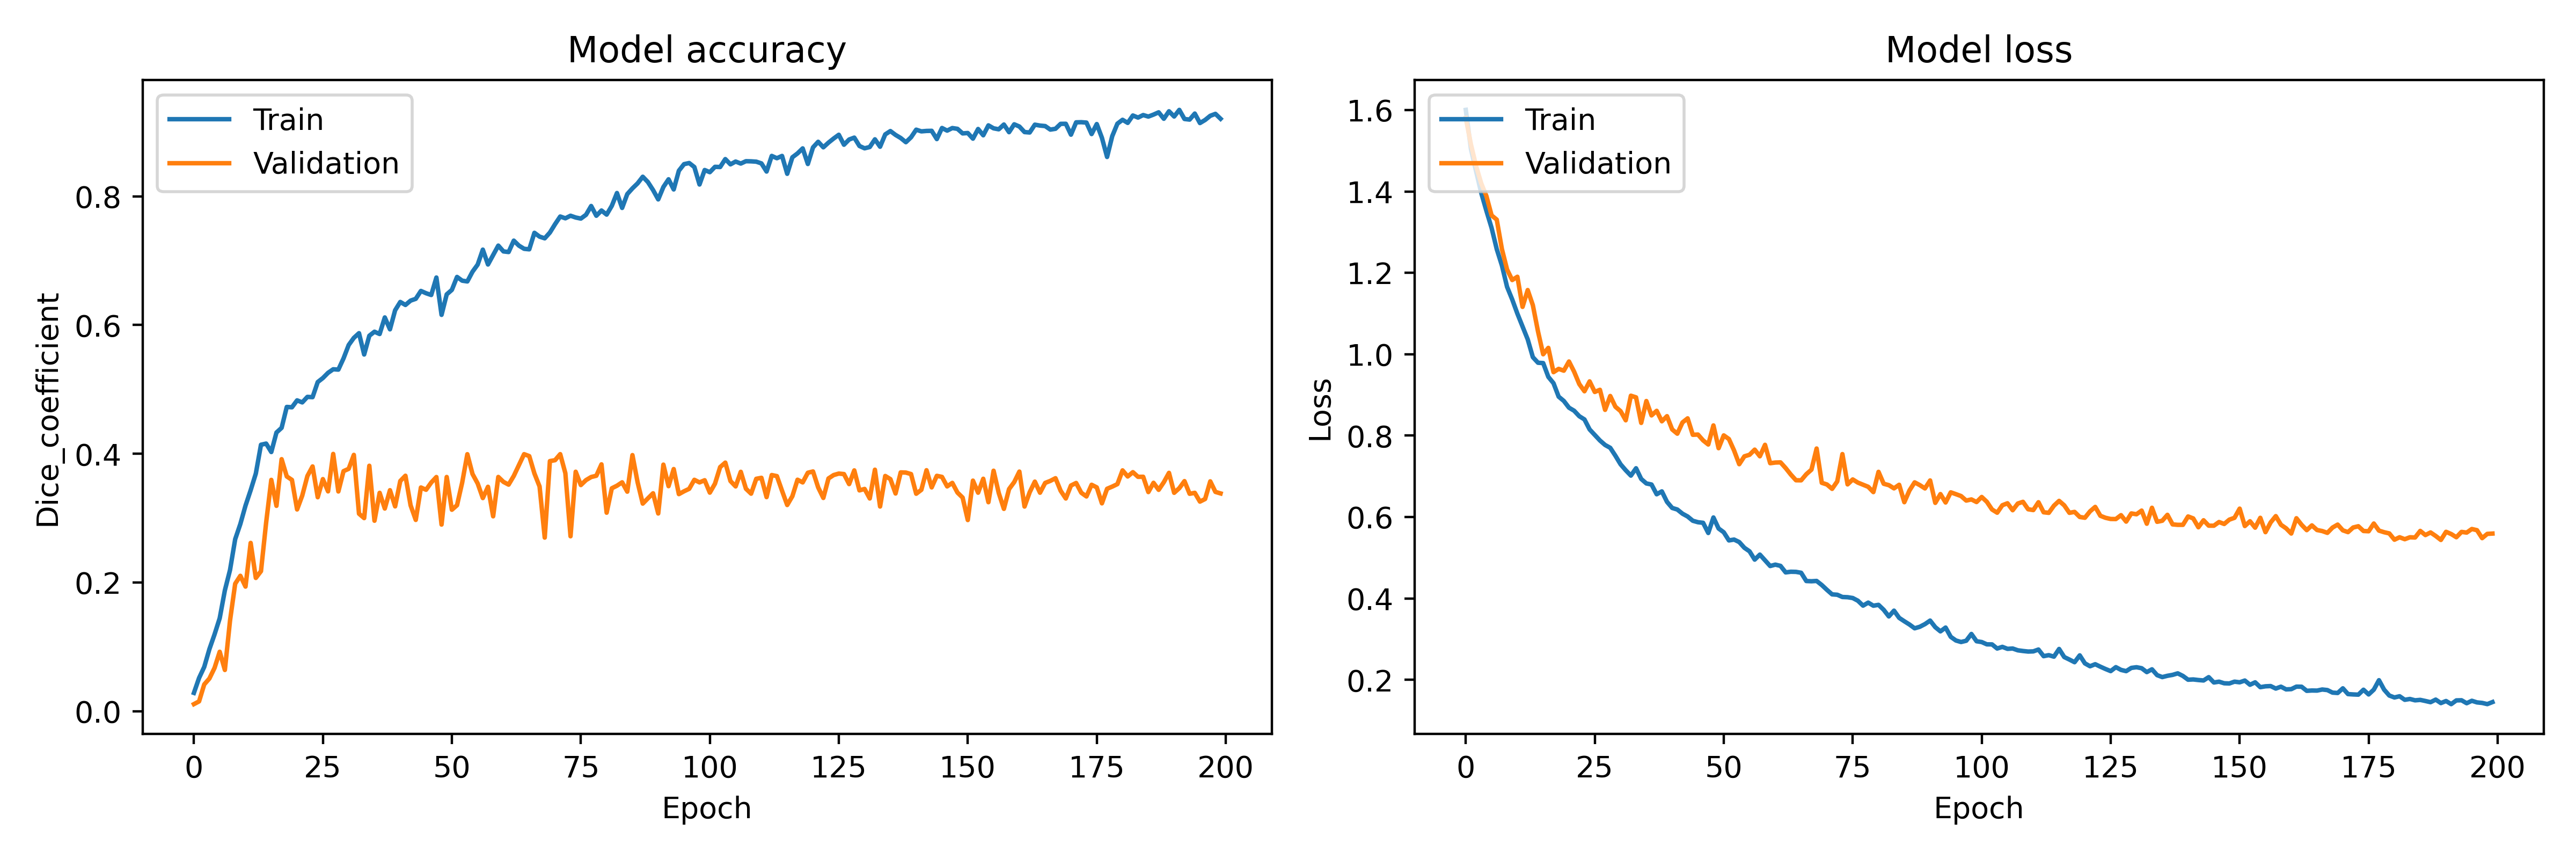 Model accuracy
Train
Validation
Dice_coefficient
0.8
0.6
0.4
0.2
0.0
0 25 50 75 100 125 150 175 200
Epoch
Model loss
Train
Validation
Loss
1.6
1.4
1.2
1.0
0.8
0.6
0.4
0.2
0 25 50 75 100 125 150 175 200
Epoch